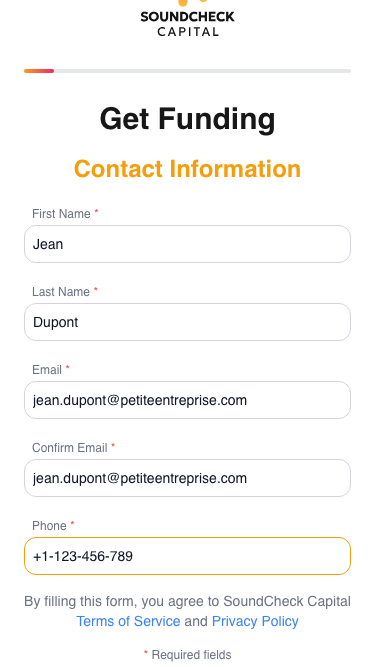 SOUNDCHECK
CAPITAL
Get Funding
Contact Information
First Name *
Jean
Last Name *
Dupont
Email *
jean.dupont@petiteentreprise.com
Confirm Email *
jean.dupont@petiteentreprise.com
Phone *
+1-123-456-789
By filling this form, you agree to SoundCheck Capital
Terms of Service and Privacy Policy
* Required fields